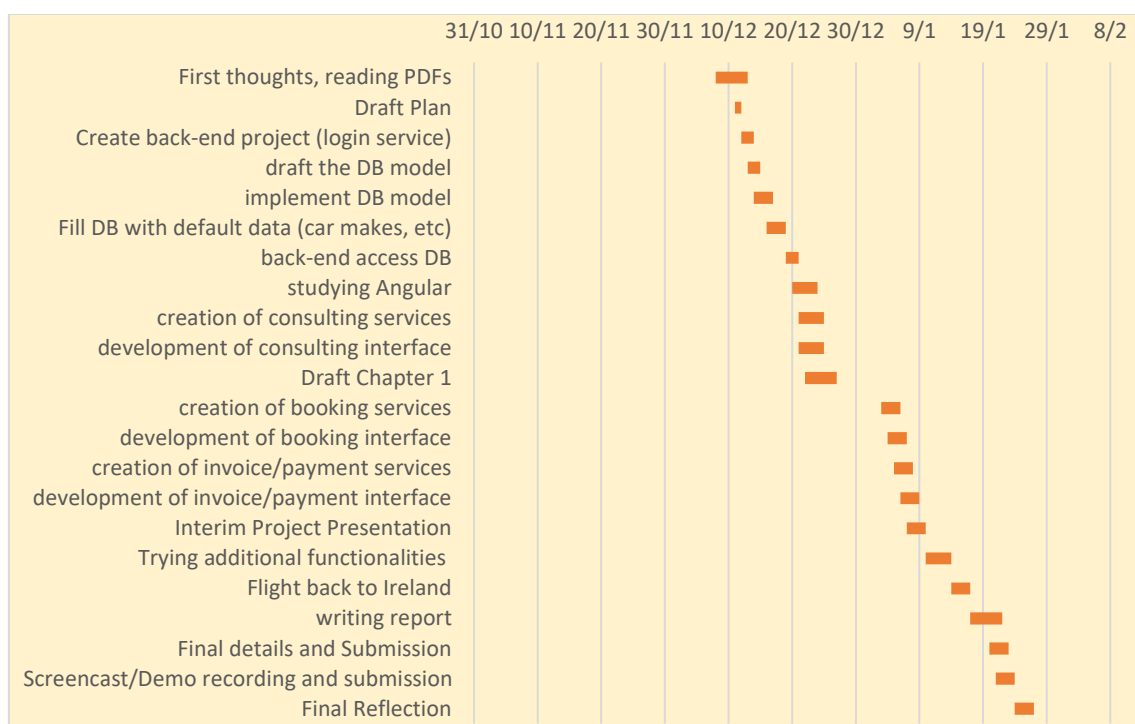 31/10 10/11 20/11 30/11 10/12 20/12 30/12 9/1 19/1 29/1 8/2
First thoughts, reading PDFs
Draft Plan
Create back-end project (login service)
draft the DB model
implement DB model
Fill DB with default data (car makes, etc)
back-end access DB
studying Angular
creation of consulting services
development of consulting interface
Draft Chapter 1
creation of booking services
development of booking interface
creation of invoice/payment services
development of invoice/payment interface
Interim Project Presentation
Trying additional functionalities
Flight back to Ireland
writing report
Final details and Submission
Screencast/Demo recording and submission
Final Reflection